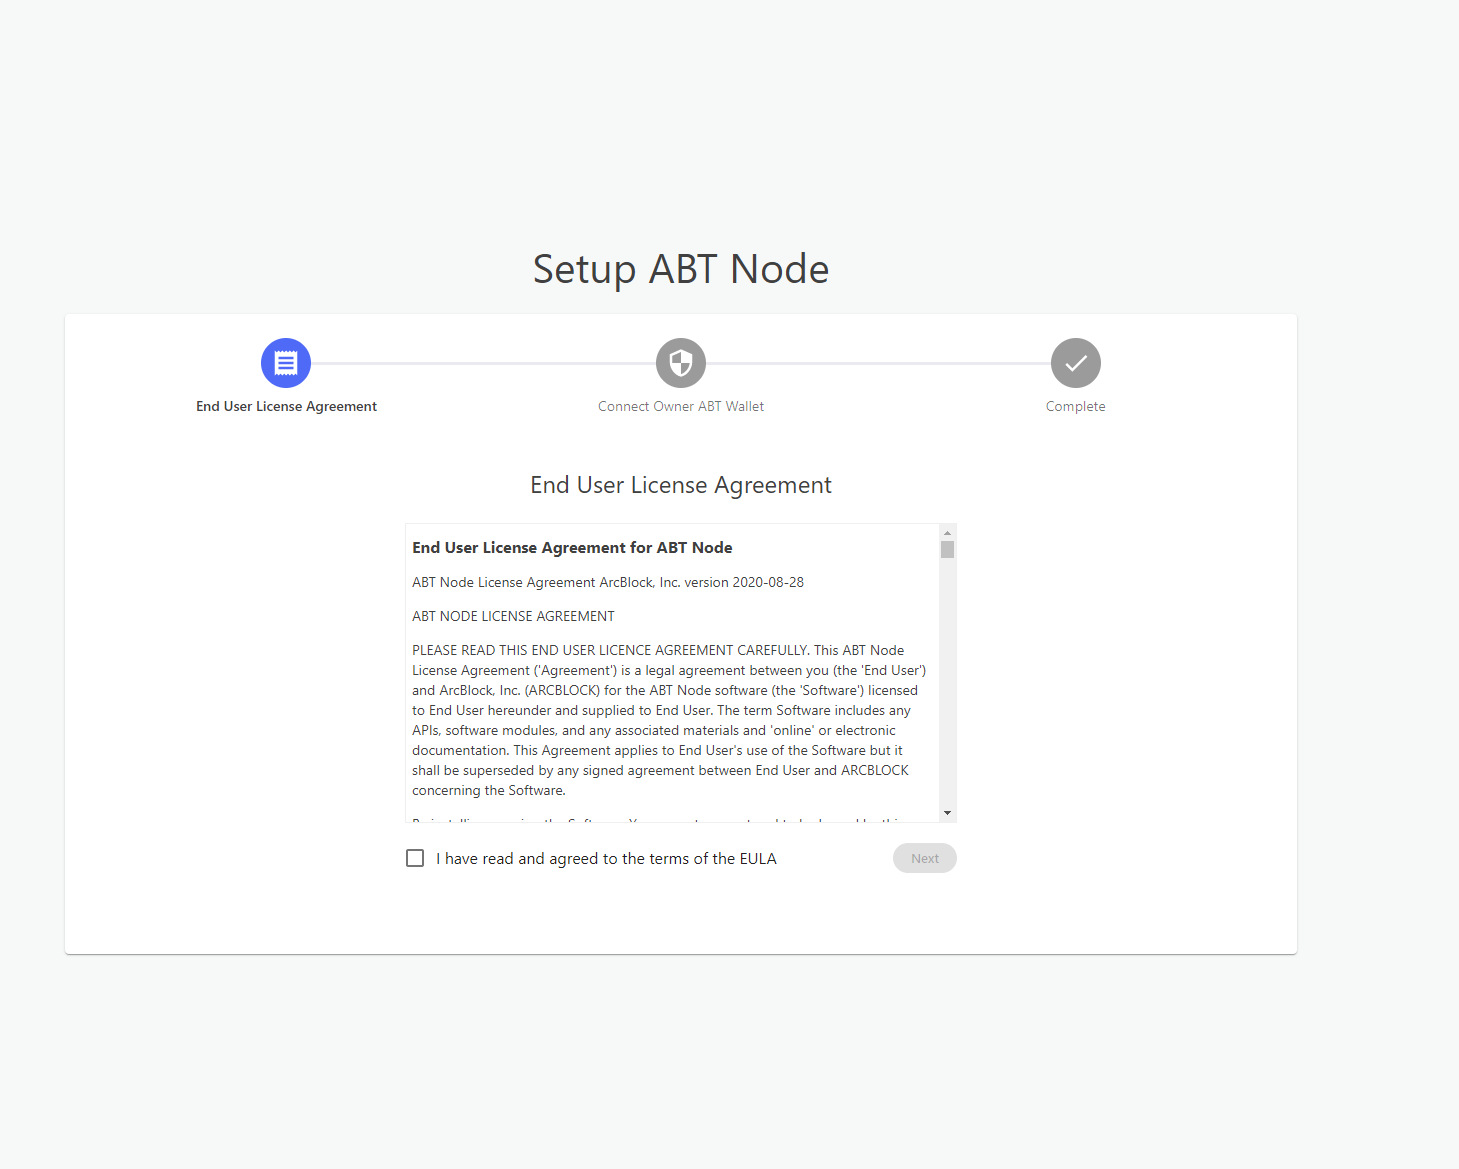 Setup ABT Node
End User License Agreement
Connect Owner ABT Wallet
Complete
End User License Agreement
End User License Agreement for ABT Node
ABT Node License Agreement ArcBlock, Inc. version 2020-08-28
ABT NODE LICENSE AGREEMENT
PLEASE READ THIS END USER LICENCE AGREEMENT CAREFULLY. This ABT Node
License Agreement ('Agreement') is a legal agreement between you (the 'End User')
and ArcBlock, Inc. (ARCBLOCK) for the ABT Node software (the 'Software') licensed
to End User hereunder and supplied to End User. The term Software includes any
APIs, software modules, and any associated materials and 'online' or electronic
documentation. This Agreement applies to End User's use of the Software but it
shall be superseded by any signed agreement between End User and ARCBLOCK
concerning the Software.
I have read and agreed to the terms of the EULA
Next